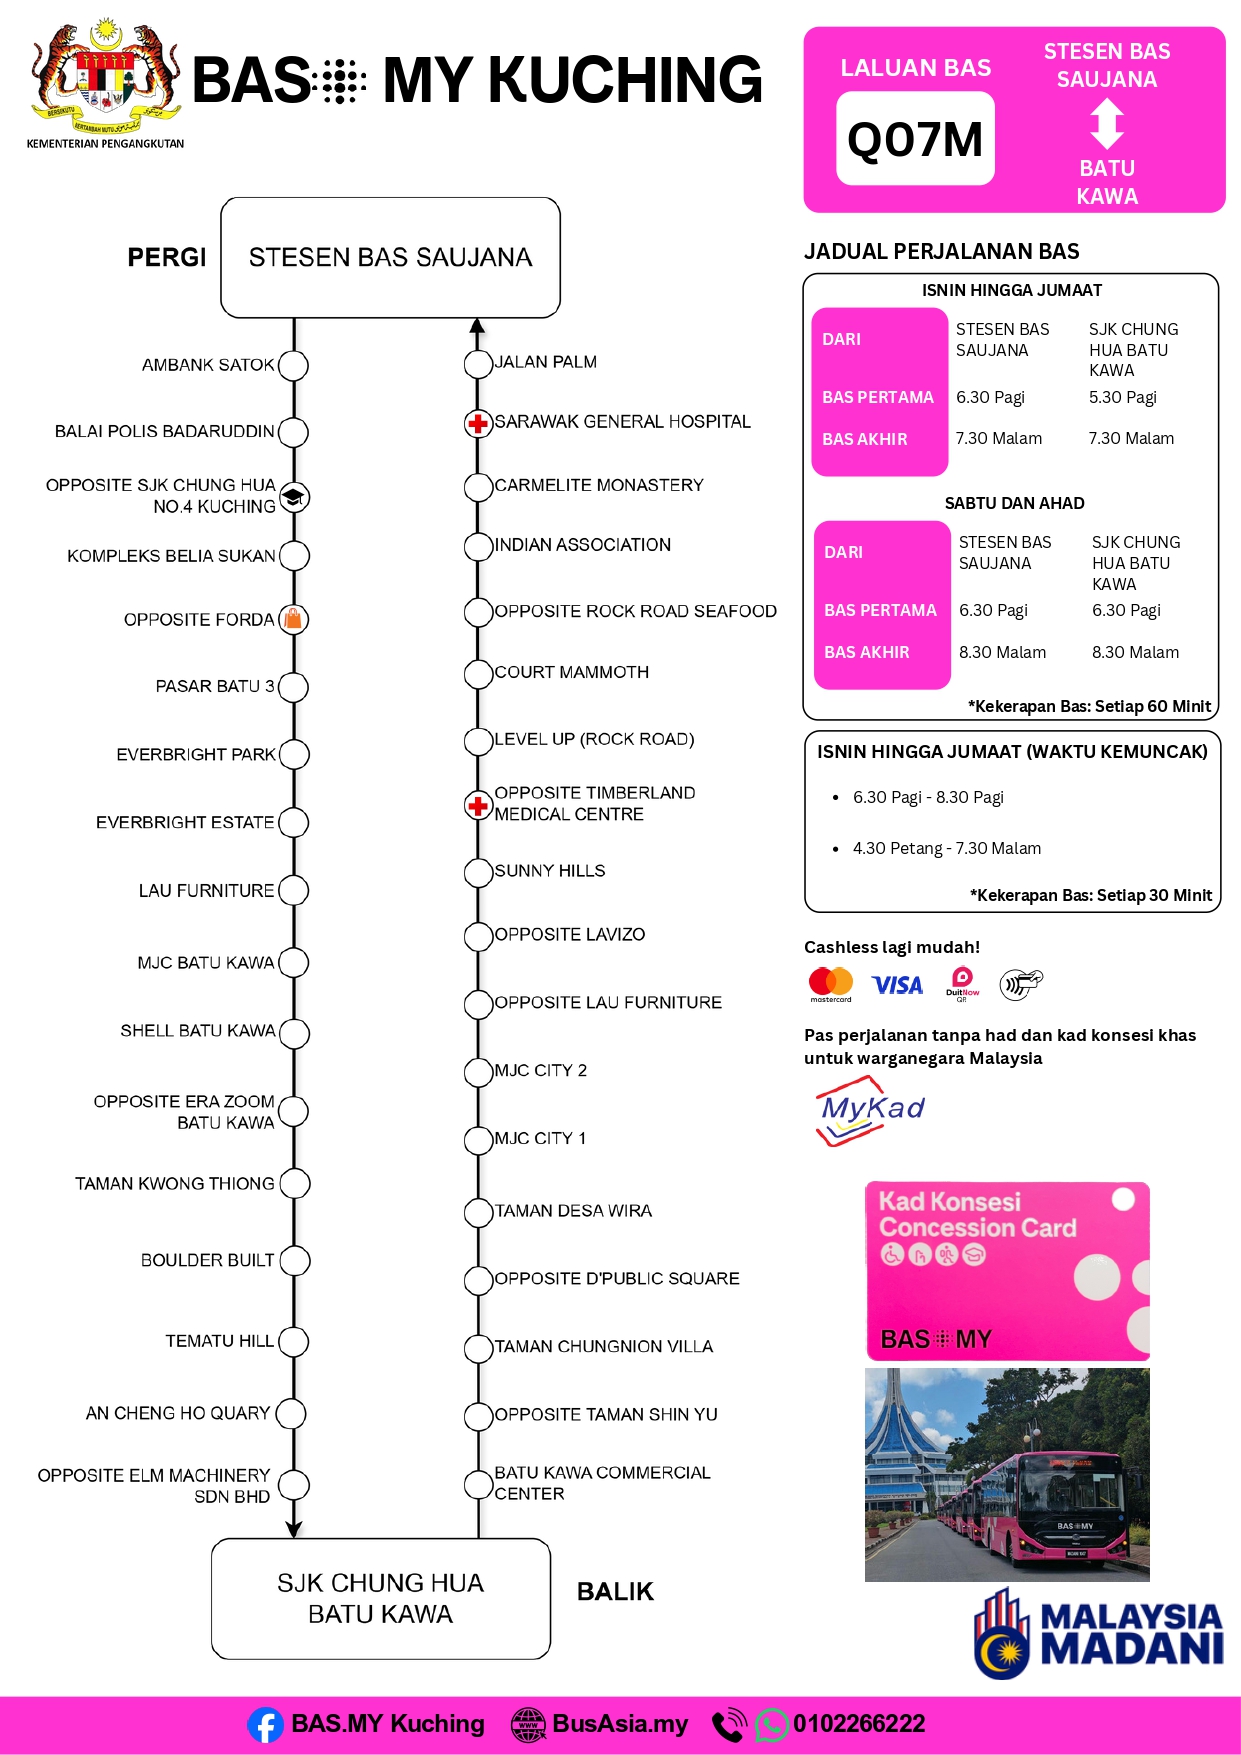 BAS MY KUCHING
KEMENTERIAN PENGANGKUTAN
LALUAN BAS
Q07M
STESEN BAS
SAUJANA
BATU
KAWA
PERGI
STESEN BAS SAUJANA
AMBANK SATOK
BALAI POLIS BADARUDDIN
OPPOSITE SJK CHUNG HUA
NO.4 KUCHING
KOMPLEKS BELIA SUKAN
OPPOSITE FORDA
PASAR BATU 3
EVERBRIGHT PARK
EVERBRIGHT ESTATE
LAU FURNITURE
MJC BATU KAWA
SHELL BATU KAWA
OPPOSITE ERA ZOOM
BATU KAWA
TAMAN KWONG THIONG
BOULDER BUILT
TEMATU HILL
AN CHENG HO QUARY
OPPOSITE ELM MACHINERY
SDN BHD
JALAN PALM
SARAWAK GENERAL HOSPITAL
CARMELITE MONASTERY
INDIAN ASSOCIATION
OPPOSITE ROCK ROAD SEAFOOD
COURT MAMMOTH
LEVEL UP (ROCK ROAD)
OPPOSITE TIMBERLAND
MEDICAL CENTRE
SUNNY HILLS
OPPOSITE LAVIZO
OPPOSITE LAU FURNITURE
MJC CITY 2
MJC CITY 1
TAMAN DESA WIRA
OPPOSITE D'PUBLIC SQUARE
TAMAN CHUNGNION VILLA
OPPOSITE TAMAN SHIN YU
BATU KAWA COMMERCIAL
CENTER
SJK CHUNG HUA
BATU KAWA
BALIK
JADUAL PERJALANAN BAS
ISNIN HINGGA JUMAAT
DARI
STESEN BAS
SAUJANA
SJK CHUNG
HUA BATU
KAWA
BAS PERTAMA 6.30 Pagi 5.30 Pagi
BAS AKHIR 7.30 Malam 7.30 Malam
SABTU DAN AHAD
DARI
STESEN BAS
SAUJANA
SJK CHUNG
HUA BATU
KAWA
BAS PERTAMA 6.30 Pagi 6.30 Pagi
BAS AKHIR 8.30 Malam 8.30 Malam
*Kekerapan Bas: Setiap 60 Minit
ISNIN HINGGA JUMAAT (WAKTU KEMUNCAK)
• 6.30 Pagi - 8.30 Pagi
• 4.30 Petang - 7.30 Malam
*Kekerapan Bas: Setiap 30 Minit
Cashless lagi mudah!
mastercard
VISA
DuitNow
QR
Pas perjalanan tanpa had dan kad konsesi khas
untuk warganegara Malaysia
MyKad
Kad Konsesi
Concession Card
BAS MY
BAS MY
MALAYSIA
MADANI
BAS.MY Kuching
WWW
BusAsia.my
0102266222